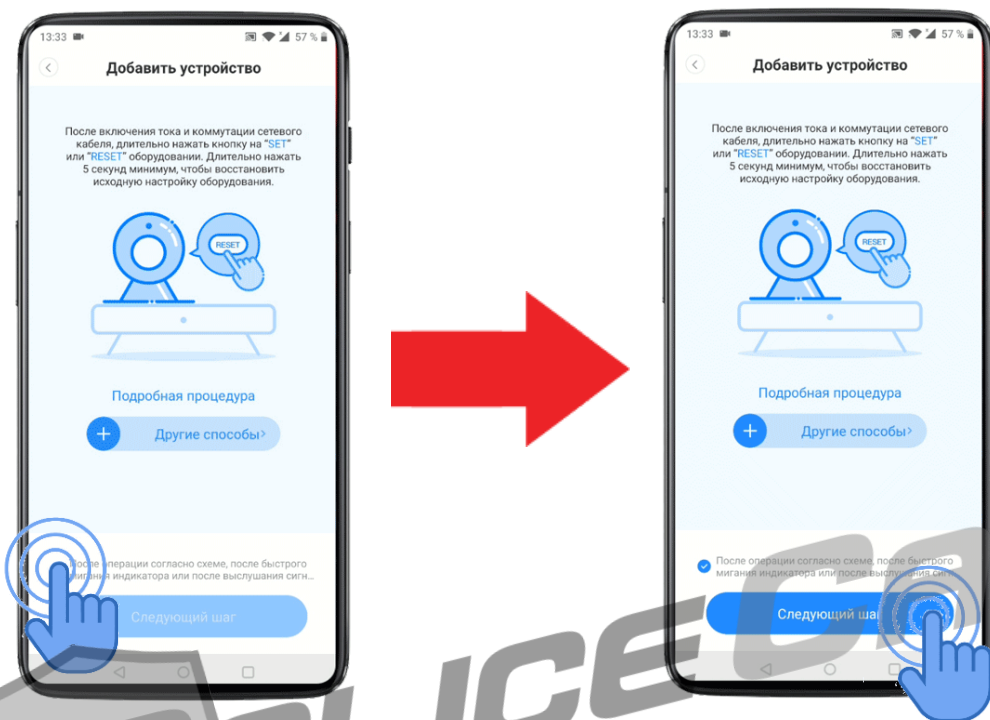 13:33
57 %
Добавить устройство
После включения тока и коммутации сетевого
кабеля, длительно нажать кнопку на "SET"
или "RESET" оборудовании. Длительно нажать
5 секунд минимум, чтобы восстановить
исходную настройку оборудования.
RESET
Подробная процедура
Другие способы>
После операции согласно схеме, после быстрого
мигания индикатора или после выслушания сигн...
Следующий шаг
13:33
57 %
Добавить устройство
После включения тока и коммутации сетевого
кабеля, длительно нажать кнопку на "SET"
или "RESET" оборудовании. Длительно нажать
5 секунд минимум, чтобы восстановить
исходную настройку оборудования.
RESET
Подробная процедура
Другие способы>
После операции согласно схеме, после быстрого
мигания индикатора или после выслушания сигн...
Следующий шаг